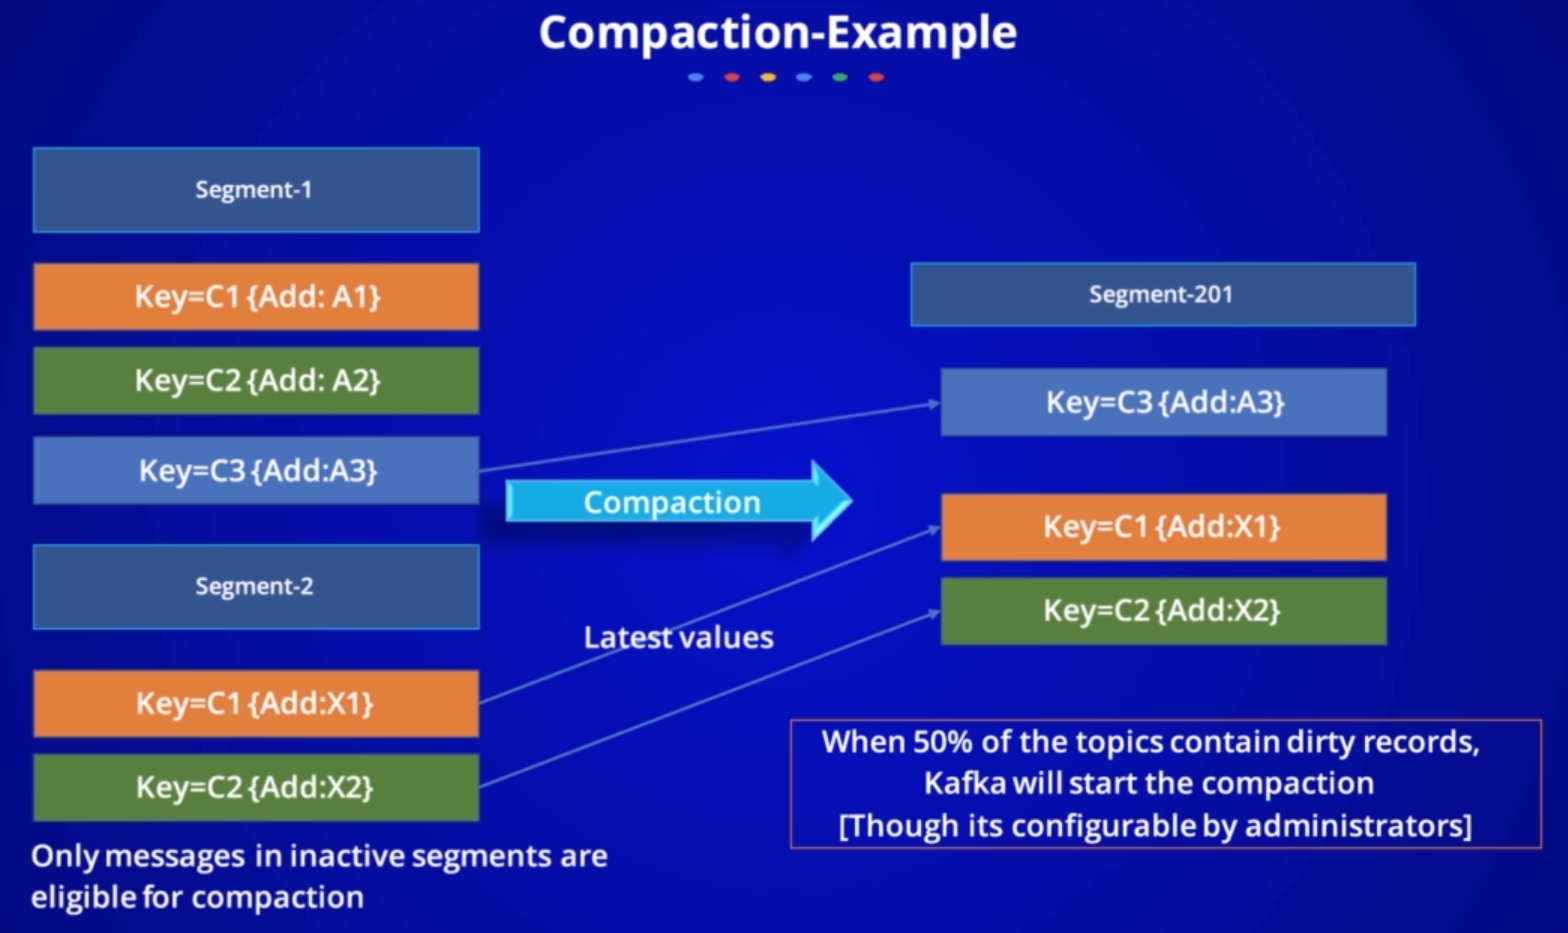 Compaction-Example
Segment-1
Key=C1 {Add: A1}
Key=C2 {Add: A2}
Key=C3 {Add:A3}
Segment-2
Key=C1 {Add:X1}
Key=C2 {Add:X2}
Only messages in inactive segments are
eligible for compaction
Compaction
Latest values
Segment-201
Key=C3 {Add:A3}
Key=C1 {Add:X1}
Key=C2 {Add:X2}
When 50% of the topics contain dirty records,
Kafka will start the compaction
[Though its configurable by administrators]